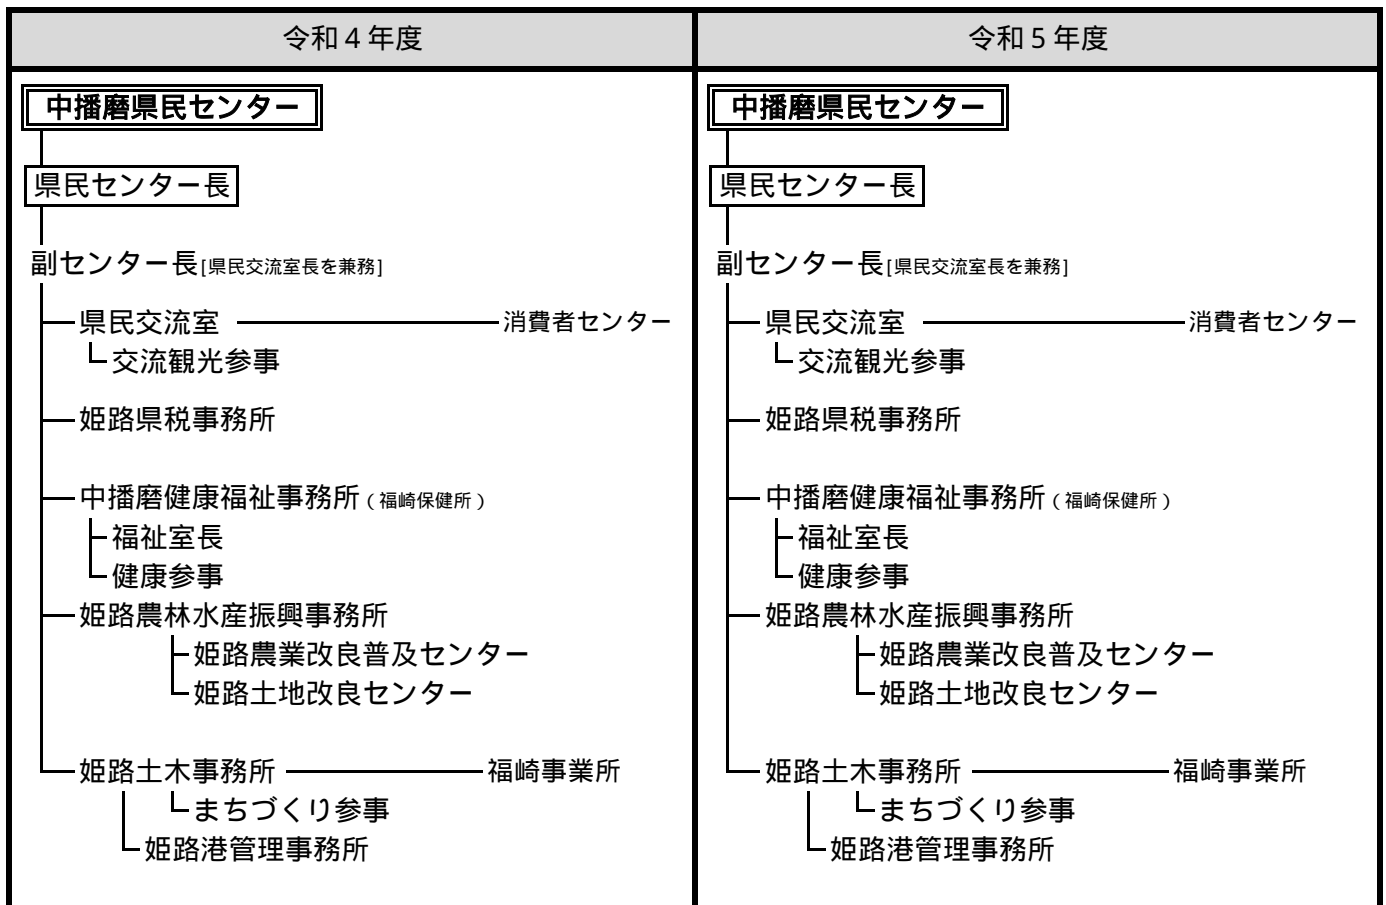 令和４年度
中播磨県民センター
県民センター長
副センター長[県民交流室長を兼務]
県民交流室 消費者センター
交流観光参事
姫路県税事務所
中播磨健康福祉事務所（福崎保健所）
福祉室長
健康参事
姫路農林水産振興事務所
姫路農業改良普及センター
姫路土地改良センター
姫路土木事務所 福崎事業所
まちづくり参事
姫路港管理事務所
令和５年度
中播磨県民センター
県民センター長
副センター長[県民交流室長を兼務]
県民交流室 消費者センター
交流観光参事
姫路県税事務所
中播磨健康福祉事務所（福崎保健所）
福祉室長
健康参事
姫路農林水産振興事務所
姫路農業改良普及センター
姫路土地改良センター
姫路土木事務所 福崎事業所
まちづくり参事
姫路港管理事務所